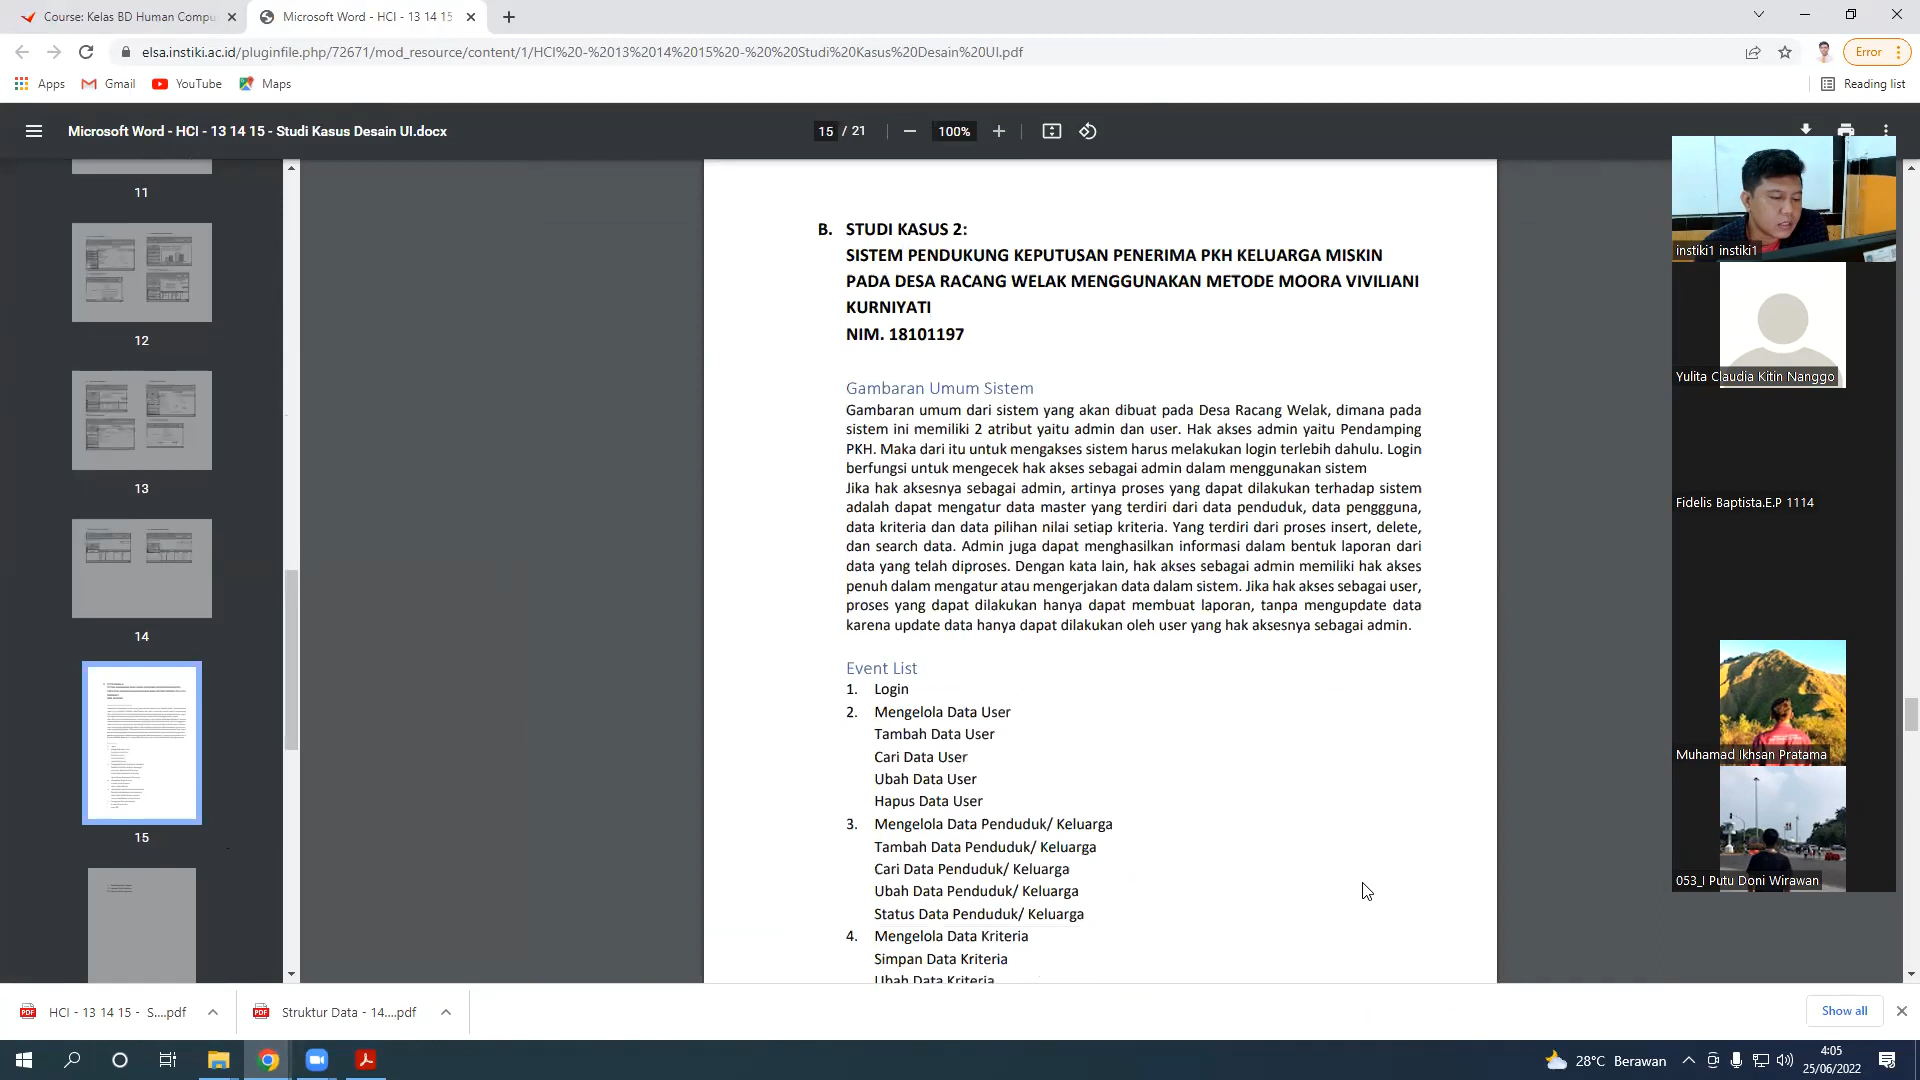 Course: Kelas BD Human Compu
Microsoft Word - HCI - 13 14 15
elsa.instiki.ac.id/pluginfile.php/72671/mod_resource/content/1/HCI%20-%2013%2014%2015%20-%20%20Studi%20Kasus%20Desain%20UI.pdf
Error
Apps
Gmail
YouTube
Maps
Reading list
Microsoft Word - HCI - 13 14 15 - Studi Kasus Desain UI.docx
15 / 21
100%
11
12
13
14
15
B. STUDI KASUS 2:
SISTEM PENDUKUNG KEPUTUSAN PENERIMA PKH KELUARGA MISKIN
PADA DESA RACANG WELAK MENGGUNAKAN METODE MOORA VIVILIANI
KURNIYATI
NIM. 18101197
Gambaran Umum Sistem
Gambaran umum dari sistem yang akan dibuat pada Desa Racang Welak, dimana pada
sistem ini memiliki 2 atribut yaitu admin dan user. Hak akses admin yaitu Pendamping
PKH. Maka dari itu untuk mengakses sistem harus melakukan login terlebih dahulu. Login
berfungsi untuk mengecek hak akses sebagai admin dalam menggunakan sistem
Jika hak aksesnya sebagai admin, artinya proses yang dapat dilakukan terhadap sistem
adalah dapat mengatur data master yang terdiri dari data penduduk, data penggguna,
data kriteria dan data pilihan nilai setiap kriteria. Yang terdiri dari proses insert, delete,
dan search data. Admin juga dapat menghasilkan informasi dalam bentuk laporan dari
data yang telah diproses. Dengan kata lain, hak akses sebagai admin memiliki hak akses
penuh dalam mengatur atau mengerjakan data dalam sistem. Jika hak akses sebagai user,
proses yang dapat dilakukan hanya dapat membuat laporan, tanpa mengupdate data
karena update data hanya dapat dilakukan oleh user yang hak aksesnya sebagai admin.
Event List
1. Login
2. Mengelola Data User
Tambah Data User
Cari Data User
Ubah Data User
Hapus Data User
3. Mengelola Data Penduduk/ Keluarga
Tambah Data Penduduk/ Keluarga
Cari Data Penduduk/ Keluarga
Ubah Data Penduduk/ Keluarga
Status Data Penduduk/ Keluarga
4. Mengelola Data Kriteria
Simpan Data Kriteria
Ubah Data Kriteria
instiki1 instiki1
Yulita Claudia Kitin Nanggo
Fidelis Baptista.E.P 1114
Muhamad Ikhsan Pratama
053_I Putu Doni Wirawan
HCI - 13 14 15 - S....pdf
Struktur Data - 14....pdf
Show all
28°C Berawan
4:05
25/06/2022